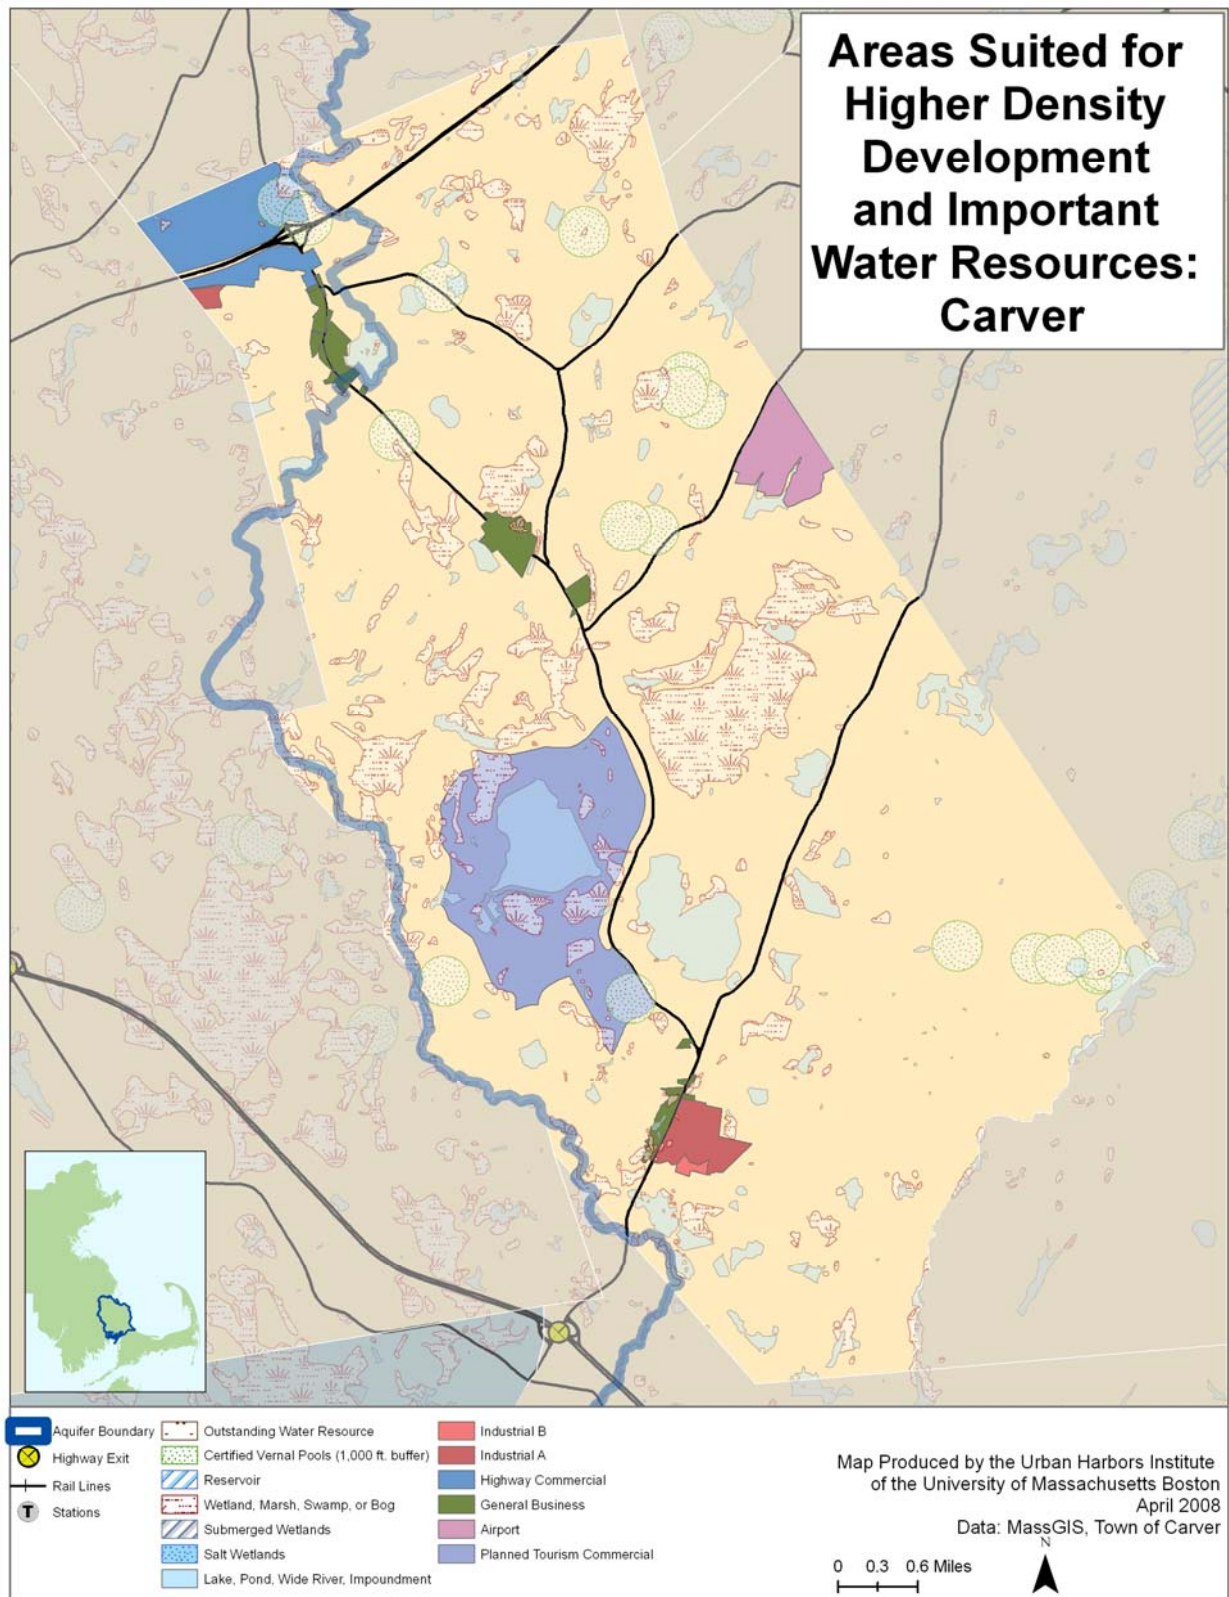 Areas Suited for
Higher Density
Development
and Important
Water Resources:
Carver
Aquifer Boundary
Highway Exit
Rail Lines
T
Stations
Outstanding Water Resource
Certified Vernal Pools (1,000 ft. buffer)
Reservoir
Wetland, Marsh, Swamp, or Bog
Submerged Wetlands
Salt Wetlands
Lake, Pond, Wide River, Impoundment
Industrial B
Industrial A
Highway Commercial
General Business
Airport
Planned Tourism Commercial
Map Produced by the Urban Harbors Institute
of the University of Massachusetts Boston
April 2008
Data: MassGIS, Town of Carver
N
0 0.3 0.6 Miles